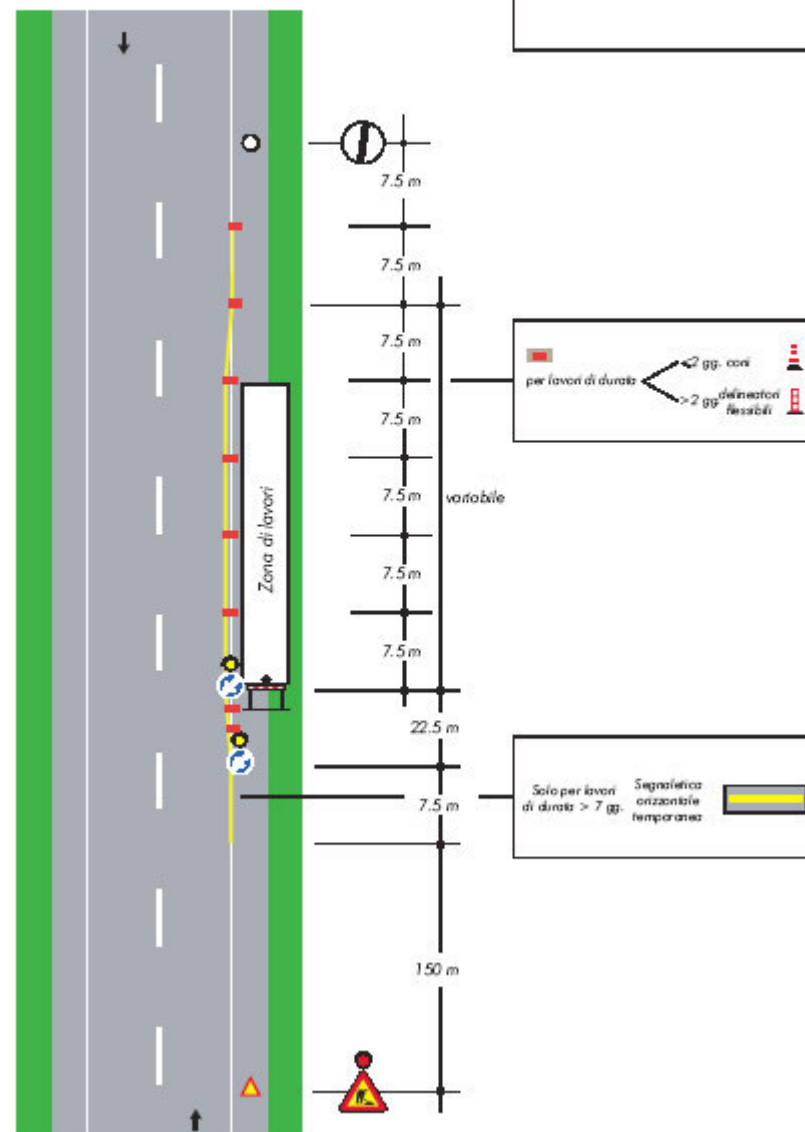 7.5 m
7.5 m
7.5 m
7.5 m
7.5 m
7.5 m
7.5 m
variabile
Zona di lavori
per lavori di durata
≤2 gg. coni
>2 gg. delineatori
flessibili
22.5 m
7.5 m
Solo per lavori
di durata > 7 gg.
Segnaletica
orizzontale
temporanea
150 m